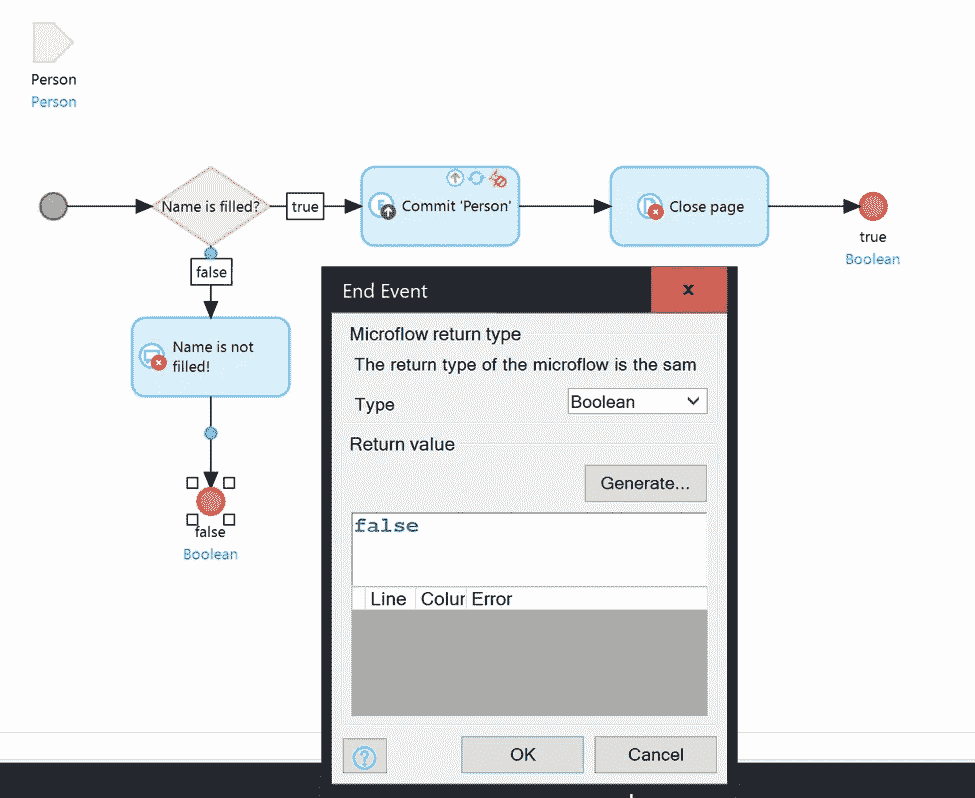 Person
Person
Name is filled?
true
Commit 'Person'
Close page
true
Boolean
false
Name is not
filled!
false
Boolean
End Event
x
Microflow return type
The return type of the microflow is the sam
Type
Boolean
Return value
Generate...
false
Line Colur Error
?
OK
Cancel